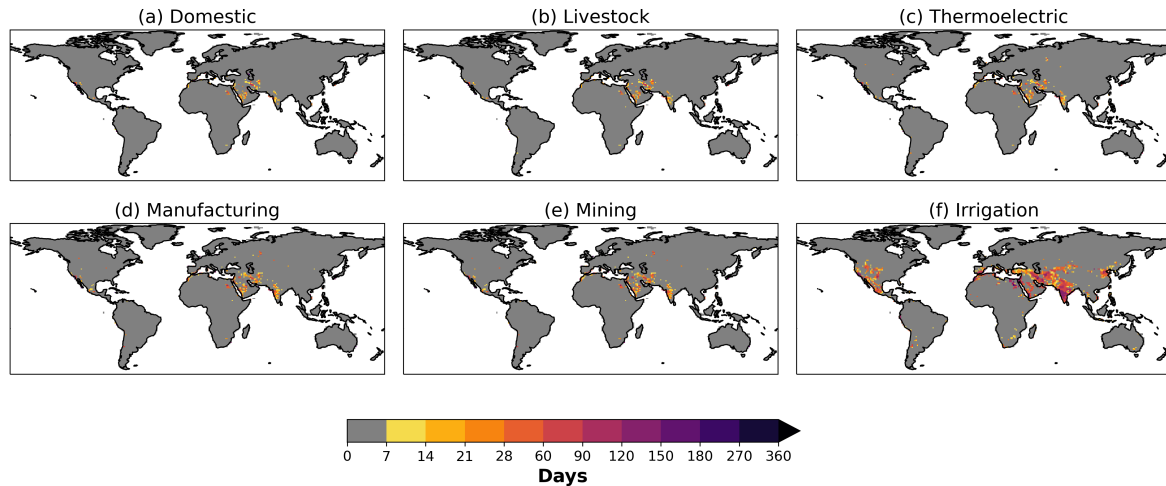 (a) Domestic
(b) Livestock
(c) Thermoelectric
(d) Manufacturing
(e) Mining
(f) Irrigation
0 7 14 21 28 60 90 120 150 180 270 360
Days